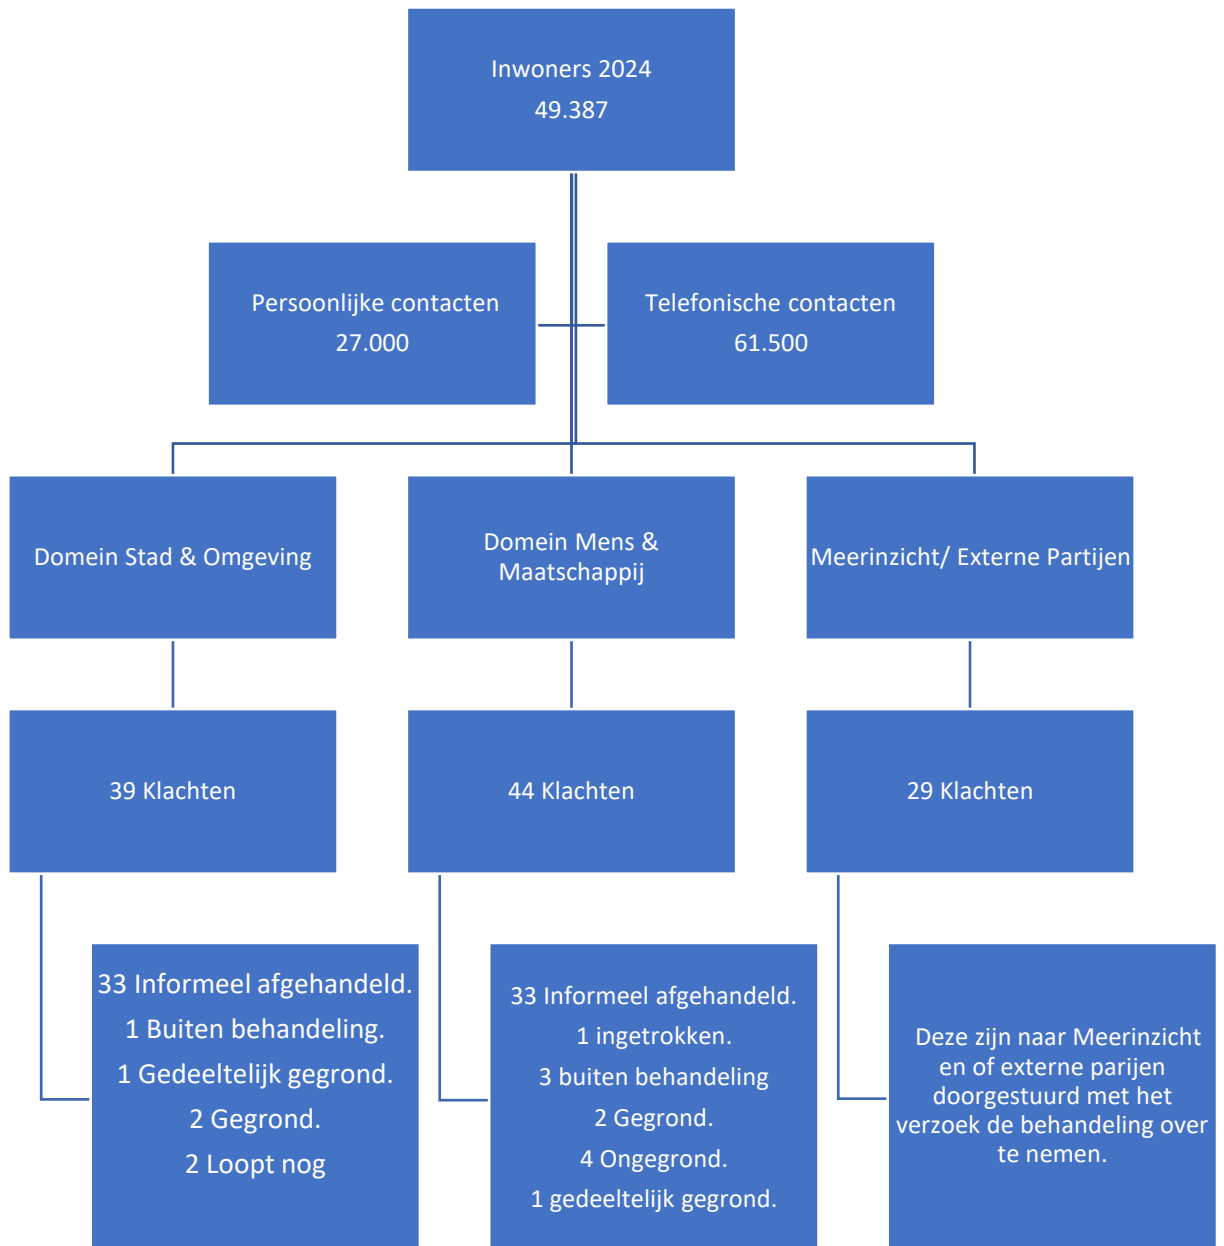 Inwoners 2024
49.387
Persoonlijke contacten
27.000
Telefonische contacten
61.500
Domein Stad & Omgeving
Domein Mens &
Maatschappij
Meerinzicht/ Externe Partijen
39 Klachten
44 Klachten
29 Klachten
33 Informeel afgehandeld.
1 Buiten behandeling.
1 Gedeeltelijk gegrond.
2 Gegrond.
2 Loopt nog
33 Informeel afgehandeld.
1 ingetrokken.
3 buiten behandeling
2 Gegrond.
4 Ongegrond.
1 gedeeltelijk gegrond.
Deze zijn naar Meerinzicht
en of externe parijen
doorgestuurd met het
verzoek de behandeling over
te nemen.